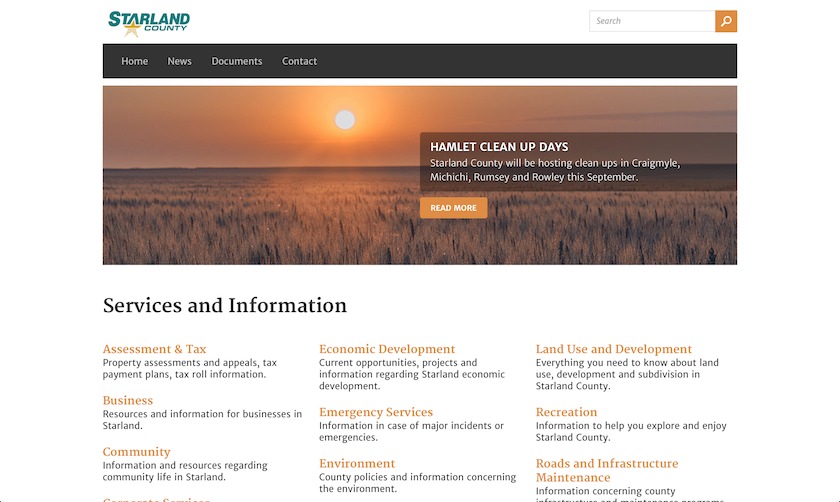 STARLAND
COUNTY
Search
Home News Documents Contact
HAMLET CLEAN UP DAYS
Starland County will be hosting clean ups in Craigmyle,
Michichi, Rumsey and Rowley this September.
READ MORE
Services and Information
Assessment & Tax
Property assessments and appeals, tax
payment plans, tax roll information.
Business
Resources and information for businesses in
Starland.
Community
Information and resources regarding
community life in Starland.
Corporate Services
Economic Development
Current opportunities, projects and
information regarding Starland economic
development.
Emergency Services
Information in case of major incidents or
emergencies.
Environment
County policies and information concerning
the environment.
Land Use and Development
Everything you need to know about land
use, development and subdivision in
Starland County.
Recreation
Information to help you explore and enjoy
Starland County.
Roads and Infrastructure
Maintenance
Information concerning county
infrastructure and maintenance programs